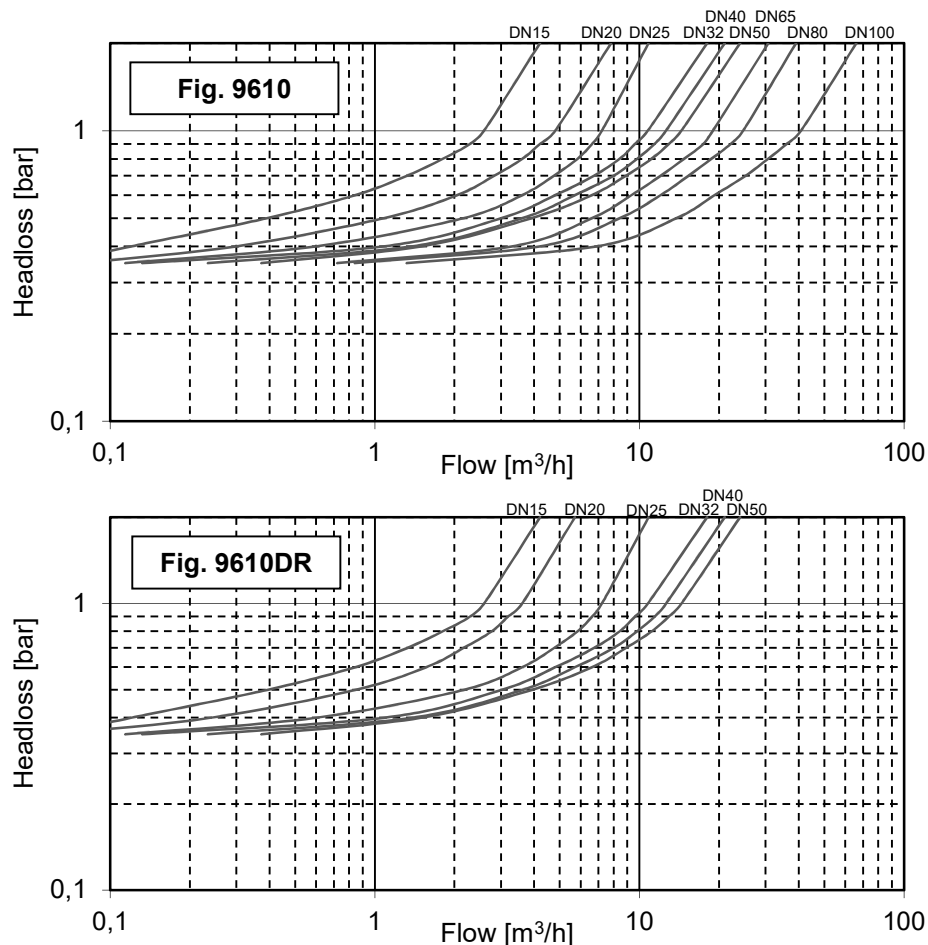 DN40 DN65
DN15 DN20 DN25 DN32 DN50 DN80 DN100
Fig. 9610
Headloss [bar]
1
0,1
0,1 1 10 100
Flow [m³/h]
DN40
DN15 DN20 DN25 DN32 DN50
Fig. 9610DR
Headloss [bar]
1
0,1
0,1 1 10 100
Flow [m³/h]